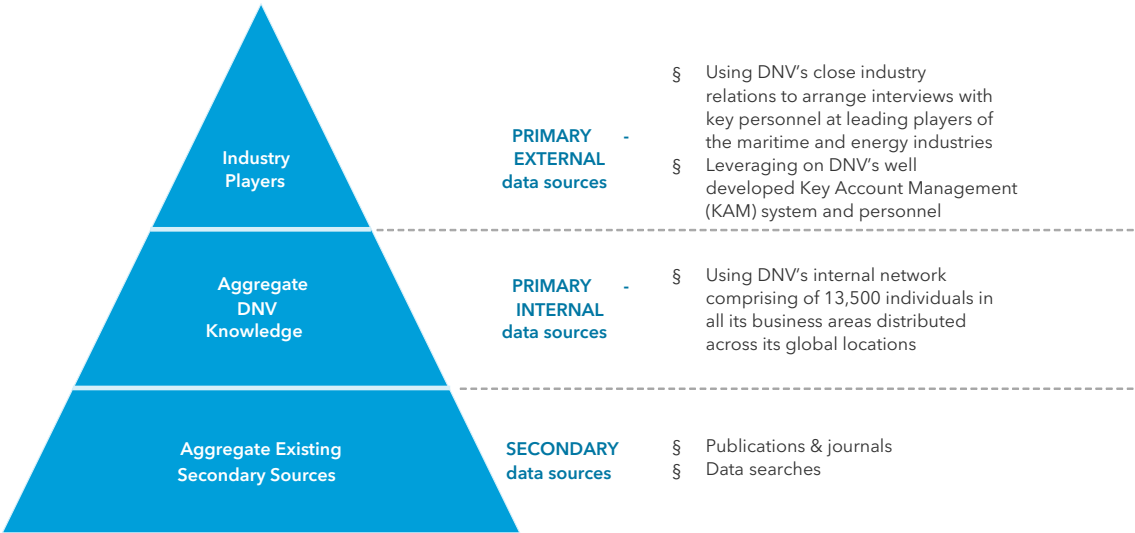 Industry
Players
PRIMARY -
EXTERNAL
data sources
§ Using DNV's close industry
relations to arrange interviews with
key personnel at leading players of
the maritime and energy industries
§ Leveraging on DNV's well
developed Key Account Management
(KAM) system and personnel
Aggregate
DNV
Knowledge
PRIMARY -
INTERNAL
data sources
§ Using DNV's internal network
comprising of 13,500 individuals in
all its business areas distributed
across its global locations
Aggregate Existing
Secondary Sources
SECONDARY
data sources
§ Publications & journals
§ Data searches